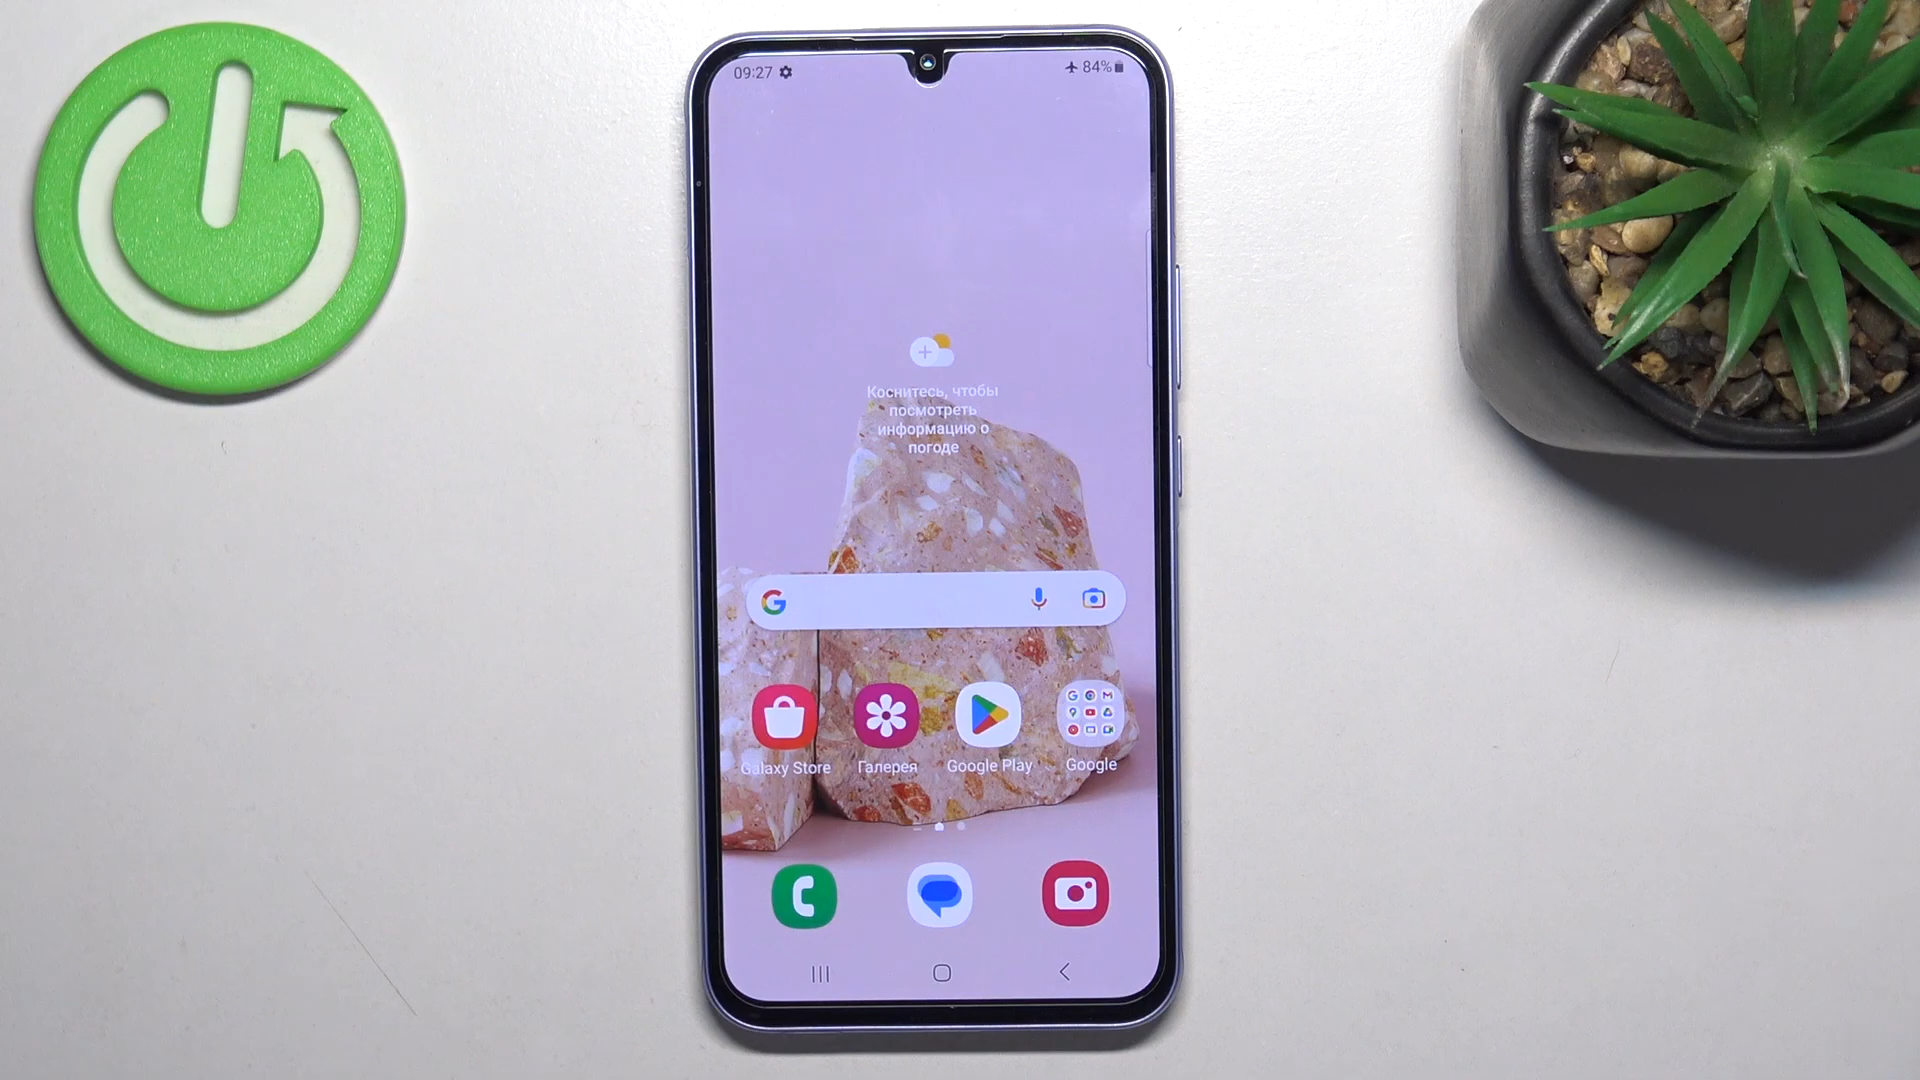 09:27
84%
Коснитесь, чтобы
посмотреть
информацию о
погоде
Galaxy Store
Галерея
Google Play
Google